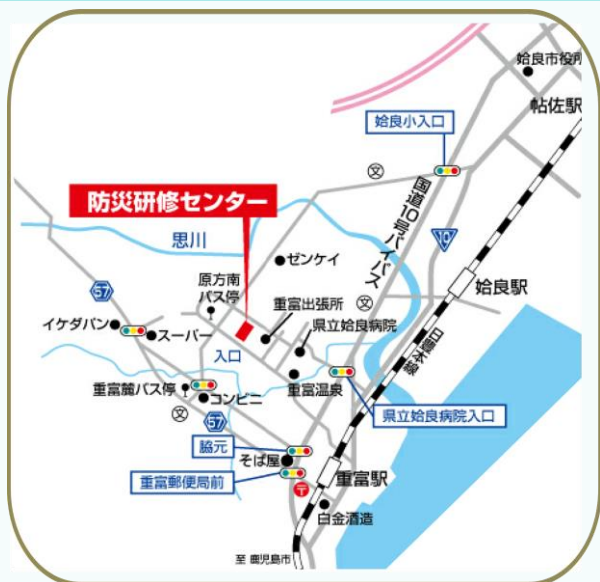 姶良市役所
帖佐駅
姶良小入口
文
国道10号バイパス
防災研修センター
思川
10
ゼンケイ
57
原方南
バス停
文
姶良駅
重富出張所
県立姶良病院
イケダパン
スーパー
日豊本線
入口
重富麓バス停
コンビニ
重富温泉
文
57
県立姶良病院入口
脇元
そば屋
重富駅
重富郵便局前
〒
白金酒造
至 鹿児島市